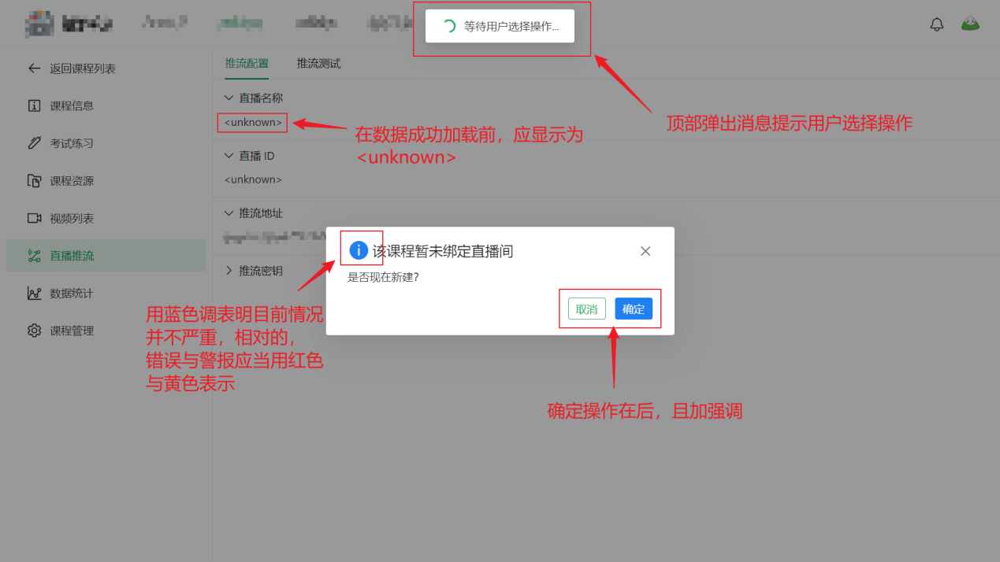 等待用户选择操作...
返回课程列表
推流配置
推流测试
直播名称
课程信息
<unknown>
顶部弹出消息提示用户选择操作
在数据成功加载前，应显示为
<unknown>
考试练习
直播 ID
课程资源
<unknown>
推流地址
视频列表
该课程暂未绑定直播间
直播推流
推流密钥
是否现在新建?
数据统计
取消
确定
用蓝色调表明目前情况
并不严重，相对的，
错误与警报应当用红色
与黄色表示
课程管理
确定操作在后，且加强调